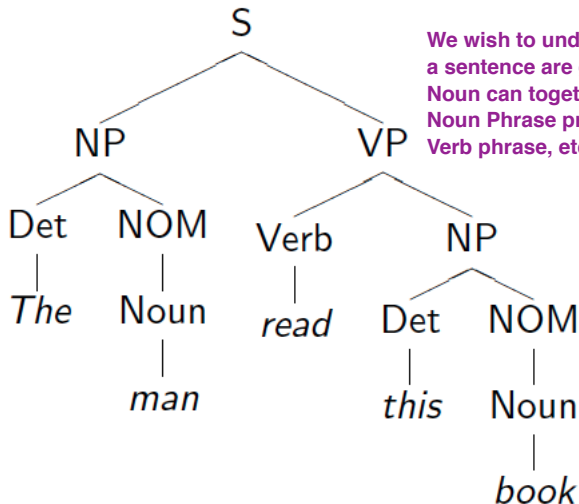 S
We wish to und
a sentence are
Noun can toget
Noun Phrase pr
Verb phrase, etc
NP VP
Det NOM Verb NP
The Noun read Det NOM
man this Noun
book